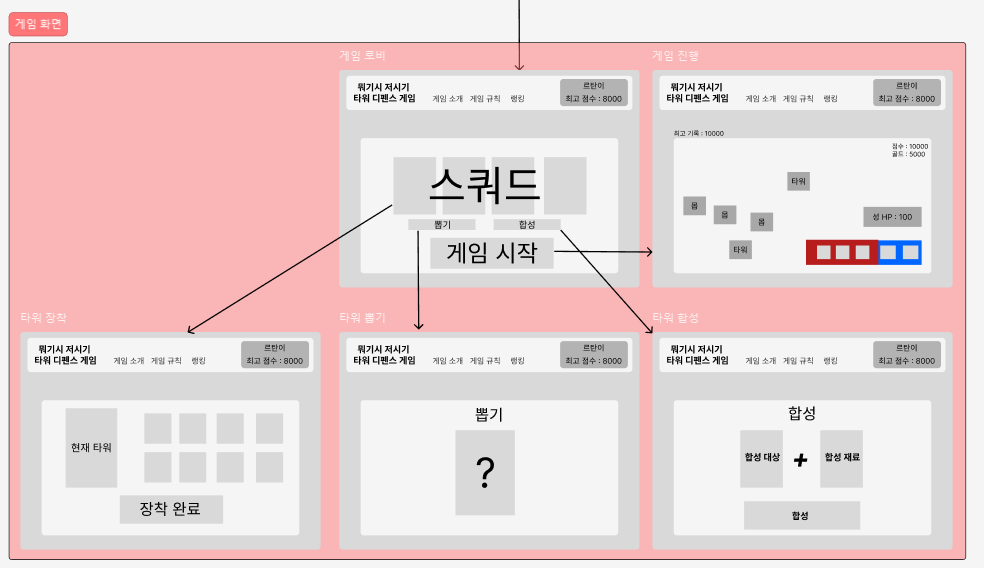 게임 화면
게임 로비
뭐기시 저시기
타워 디펜스 게임
게임 소개 게임 규칙 랭킹
르탄이
최고 점수 : 8000
스쿼드
뽑기
합성
게임 시작
게임 진행
뭐기시 저시기
타워 디펜스 게임
게임 소개 게임 규칙 랭킹
르탄이
최고 점수 : 8000
최고 기록 : 10000
점수 : 10000
골드 : 5000
타워
몹
몹
몹
성 HP : 100
타워
타워 장착
뭐기시 저시기
타워 디펜스 게임
게임 소개 게임 규칙 랭킹
르탄이
최고 점수 : 8000
현재 타워
장착 완료
타워 뽑기
뭐기시 저시기
타워 디펜스 게임
게임 소개 게임 규칙 랭킹
르탄이
최고 점수 : 8000
뽑기
?
타워 합성
뭐기시 저시기
타워 디펜스 게임
게임 소개 게임 규칙 랭킹
르탄이
최고 점수 : 8000
합성
합성 대상 + 합성 재료
합성